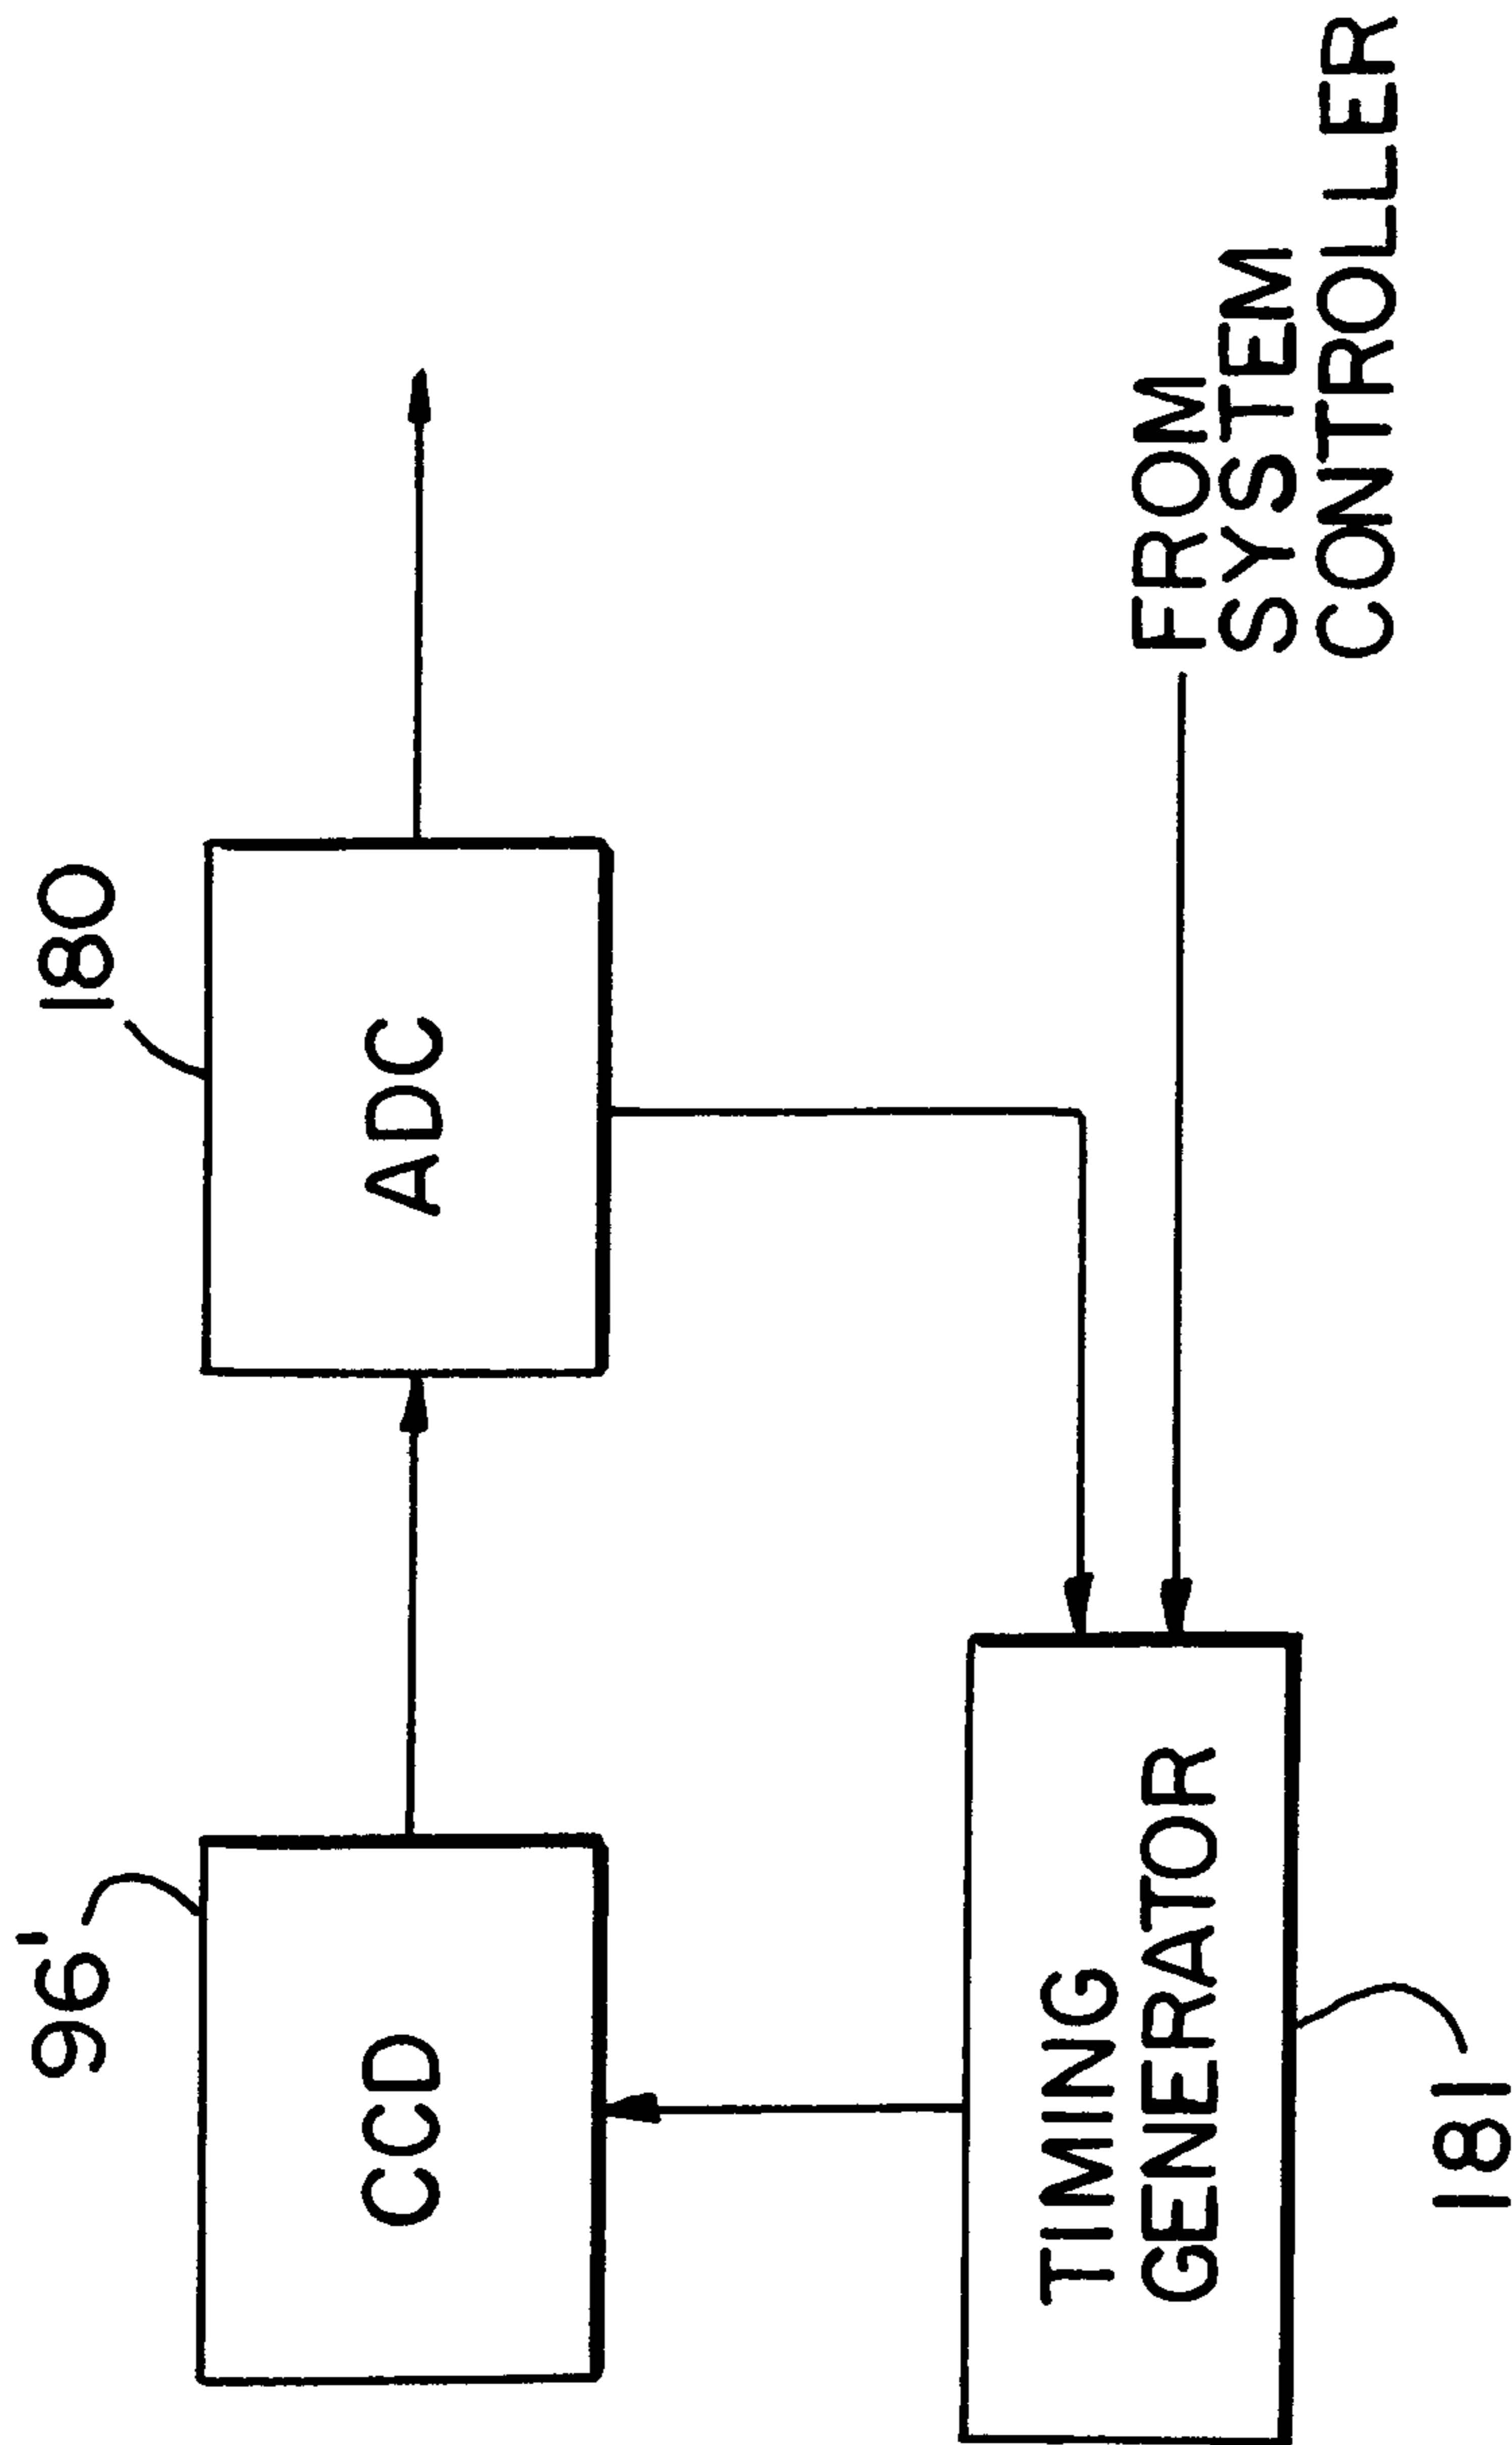 96'
180
CCD
ADC
TIMING
GENERATOR
FROM
SYSTEM
CONTROLLER
181